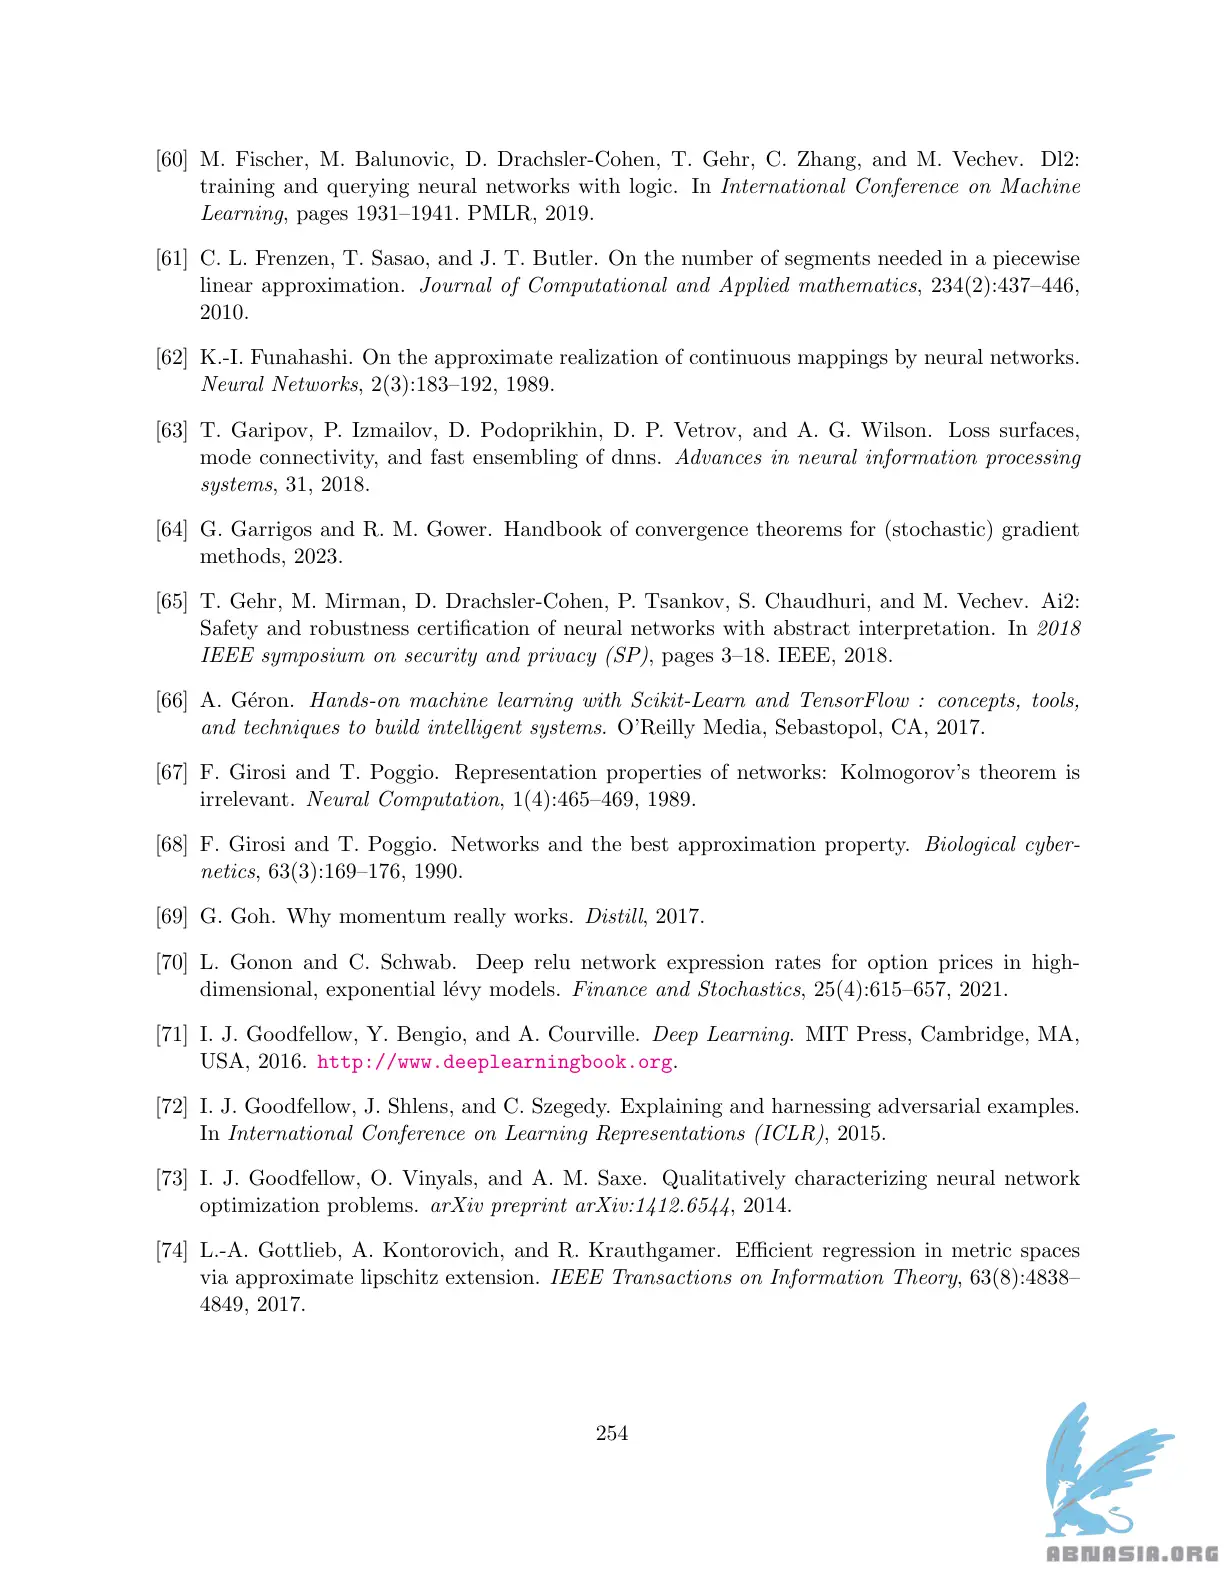 [60] M. Fischer, M. Balunovic, D. Drachsler-Cohen, T. Gehr, C. Zhang, and M. Vechev. Dl2:
training and querying neural networks with logic. In International Conference on Machine
Learning, pages 1931–1941. PMLR, 2019.
[61] C. L. Frenzen, T. Sasao, and J. T. Butler. On the number of segments needed in a piecewise
linear approximation. Journal of Computational and Applied mathematics, 234(2):437–446,
2010.
[62] K.-I. Funahashi. On the approximate realization of continuous mappings by neural networks.
Neural Networks, 2(3):183–192, 1989.
[63] T. Garipov, P. Izmailov, D. Podoprikhin, D. P. Vetrov, and A. G. Wilson. Loss surfaces,
mode connectivity, and fast ensembling of dnns. Advances in neural information processing
systems, 31, 2018.
[64] G. Garrigos and R. M. Gower. Handbook of convergence theorems for (stochastic) gradient
methods, 2023.
[65] T. Gehr, M. Mirman, D. Drachsler-Cohen, P. Tsankov, S. Chaudhuri, and M. Vechev. Ai2:
Safety and robustness certification of neural networks with abstract interpretation. In 2018
IEEE symposium on security and privacy (SP), pages 3–18. IEEE, 2018.
[66] A. Géron. Hands-on machine learning with Scikit-Learn and TensorFlow : concepts, tools,
and techniques to build intelligent systems. O'Reilly Media, Sebastopol, CA, 2017.
[67] F. Girosi and T. Poggio. Representation properties of networks: Kolmogorov's theorem is
irrelevant. Neural Computation, 1(4):465–469, 1989.
[68] F. Girosi and T. Poggio. Networks and the best approximation property. Biological cyber-
netics, 63(3):169–176, 1990.
[69] G. Goh. Why momentum really works. Distill, 2017.
[70] L. Gonon and C. Schwab. Deep relu network expression rates for option prices in high-
dimensional, exponential lévy models. Finance and Stochastics, 25(4):615–657, 2021.
[71] I. J. Goodfellow, Y. Bengio, and A. Courville. Deep Learning. MIT Press, Cambridge, MA,
USA, 2016. http://www.deeplearningbook.org.
[72] I. J. Goodfellow, J. Shlens, and C. Szegedy. Explaining and harnessing adversarial examples.
In International Conference on Learning Representations (ICLR), 2015.
[73] I. J. Goodfellow, O. Vinyals, and A. M. Saxe. Qualitatively characterizing neural network
optimization problems. arXiv preprint arXiv:1412.6544, 2014.
[74] L.-A. Gottlieb, A. Kontorovich, and R. Krauthgamer. Efficient regression in metric spaces
via approximate lipschitz extension. IEEE Transactions on Information Theory, 63(8):4838–
4849, 2017.
254
ABNASIA.ORG